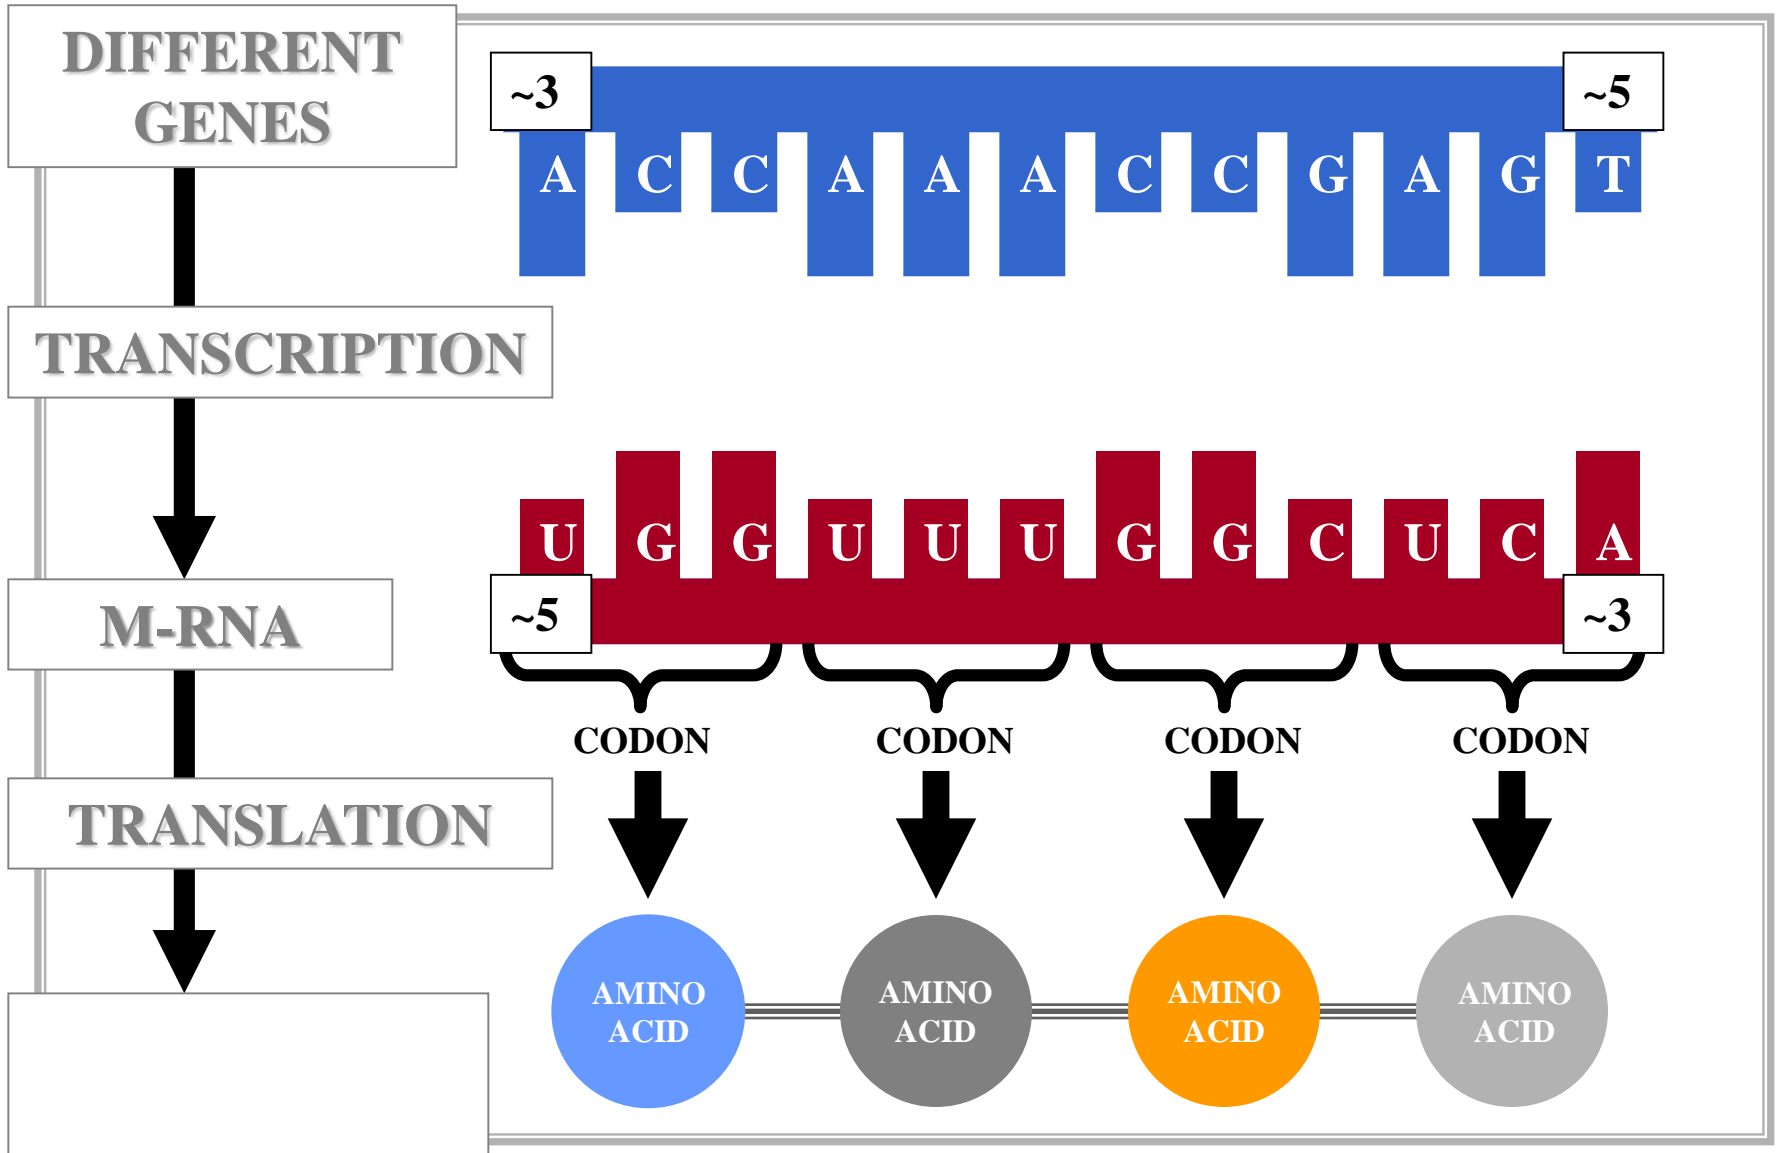 DIFFERENT
GENES
~3
~5
A C C A A A C C G A G T
TRANSCRIPTION
U G G U U U G G C U C A
M-RNA
~5
~3
CODON CODON CODON CODON
TRANSLATION
AMINO AMINO AMINO AMINO
ACID ACID ACID ACID